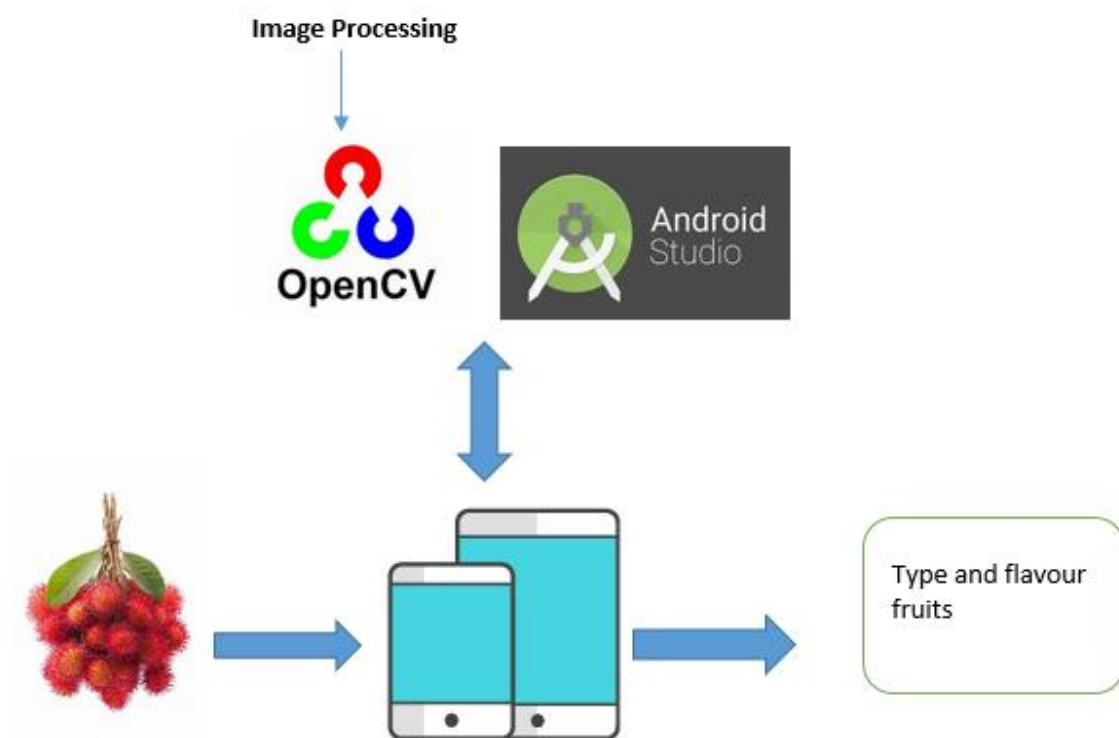 Image Processing
OpenCV
Android
Studio
Type and flavour
fruits